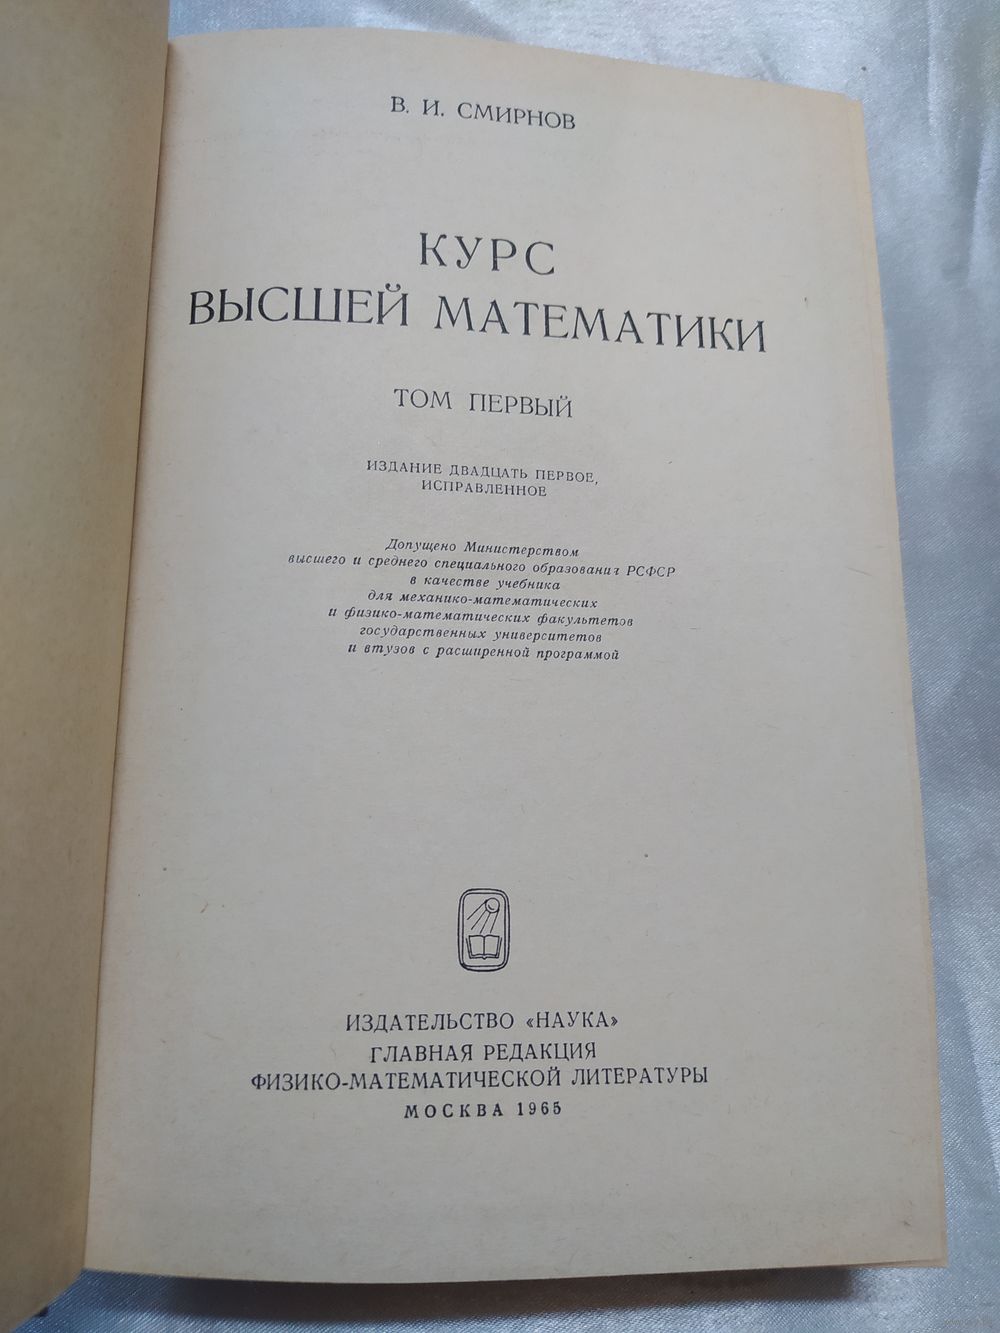 В. И. СМИРНОВ
КУРС
ВЫСШЕЙ МАТЕМАТИКИ
ТОМ ПЕРВЫЙ
ИЗДАНИЕ ДВАДЦАТЬ ПЕРВОЕ,
ИСПРАВЛЕННОЕ
Допущено Министерством
высшего и среднего специального образования РСФСР
в качестве учебника
для механико-математических
и физико-математических факультетов
государственных университетов
и втузов с расширенной программой
ИЗДАТЕЛЬСТВО «НАУКА»
ГЛАВНАЯ РЕДАКЦИЯ
ФИЗИКО-МАТЕМАТИЧЕСКОЙ ЛИТЕРАТУРЫ
МОСКВА 1965